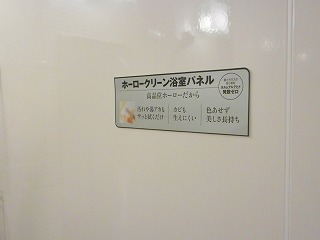 ホーロークリーン浴室パネル
高品位ホーローだから
汚れや湯アカも
サッと拭くだけ
カビも
生えにくい
色あせず
美しさ長持ち